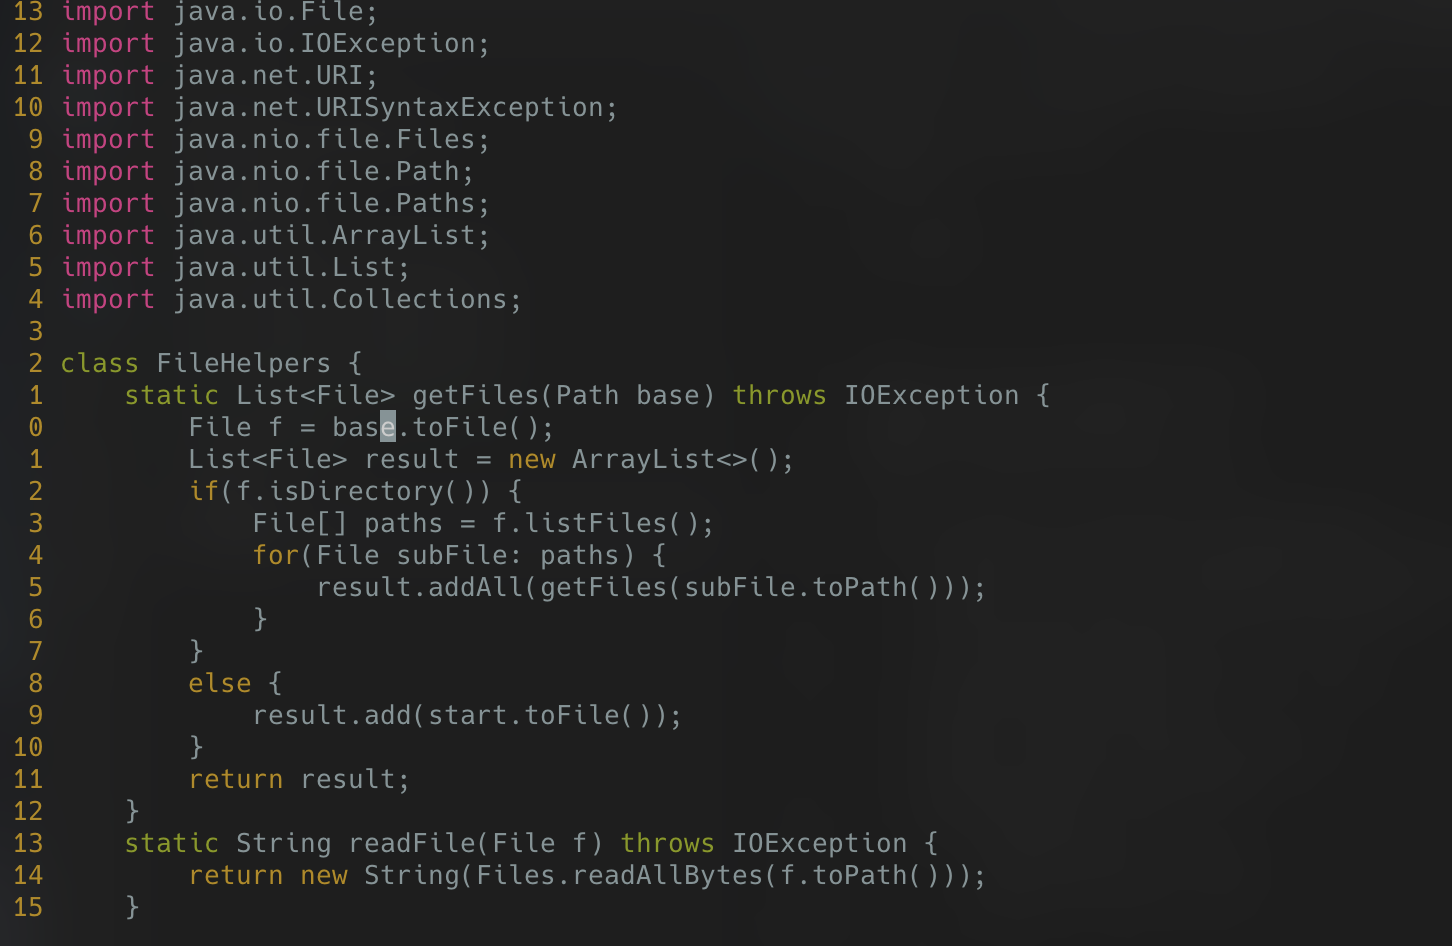 13 import java.io.File;
12 import java.io.IOException;
11 import java.net.URI;
10 import java.net.URISyntaxException;
 9 import java.nio.file.Files;
 8 import java.nio.file.Path;
 7 import java.nio.file.Paths;
 6 import java.util.ArrayList;
 5 import java.util.List;
 4 import java.util.Collections;
 3
 2 class FileHelpers {
 1     static List<File> getFiles(Path base) throws IOException {
 0         File f = base.toFile();
 1         List<File> result = new ArrayList<>();
 2         if(f.isDirectory()) {
 3             File[] paths = f.listFiles();
 4             for(File subFile: paths) {
 5                 result.addAll(getFiles(subFile.toPath()));
 6             }
 7         }
 8         else {
 9             result.add(start.toFile());
10         }
11         return result;
12     }
13     static String readFile(File f) throws IOException {
14         return new String(Files.readAllBytes(f.toPath()));
15     }